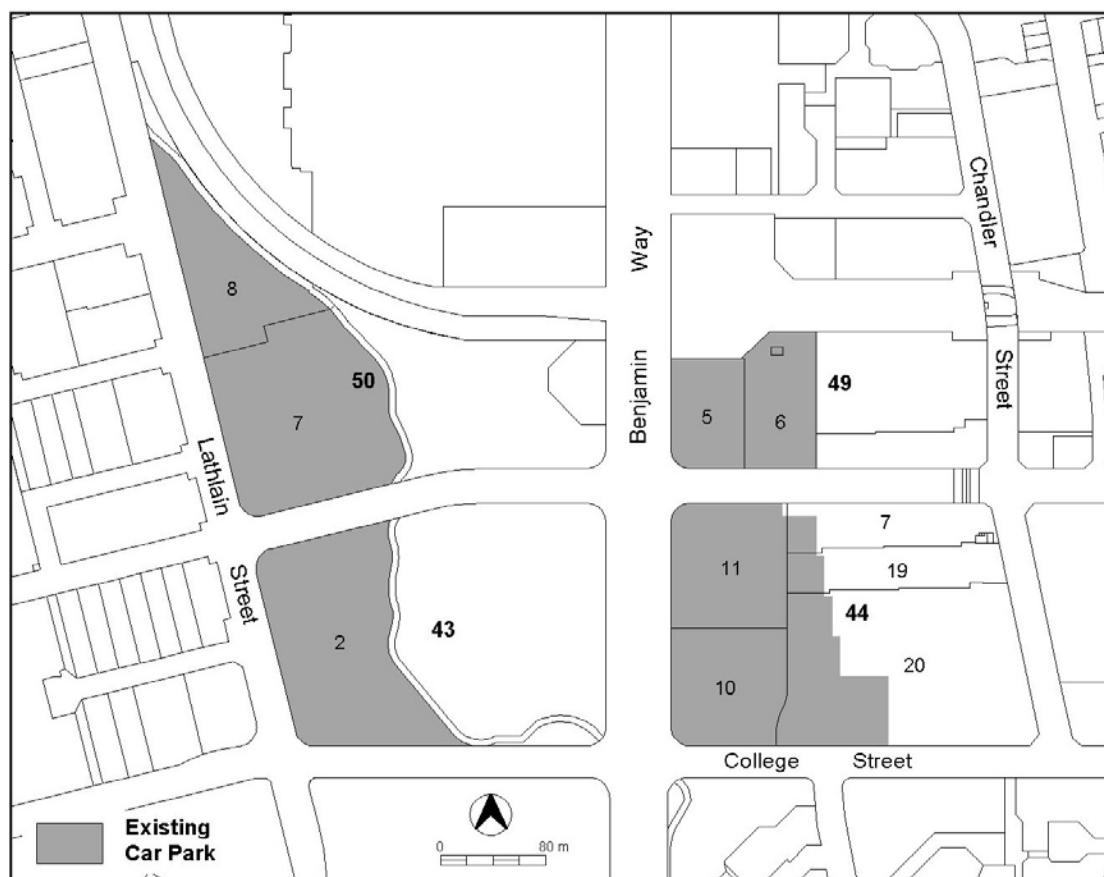 Chandler
Street
Benjamin
Way
8
50
7
Lathlain
Street
5
6
49
7
11
19
44
2
43
10
20
College
Street
Existing
Car Park
0
80 m